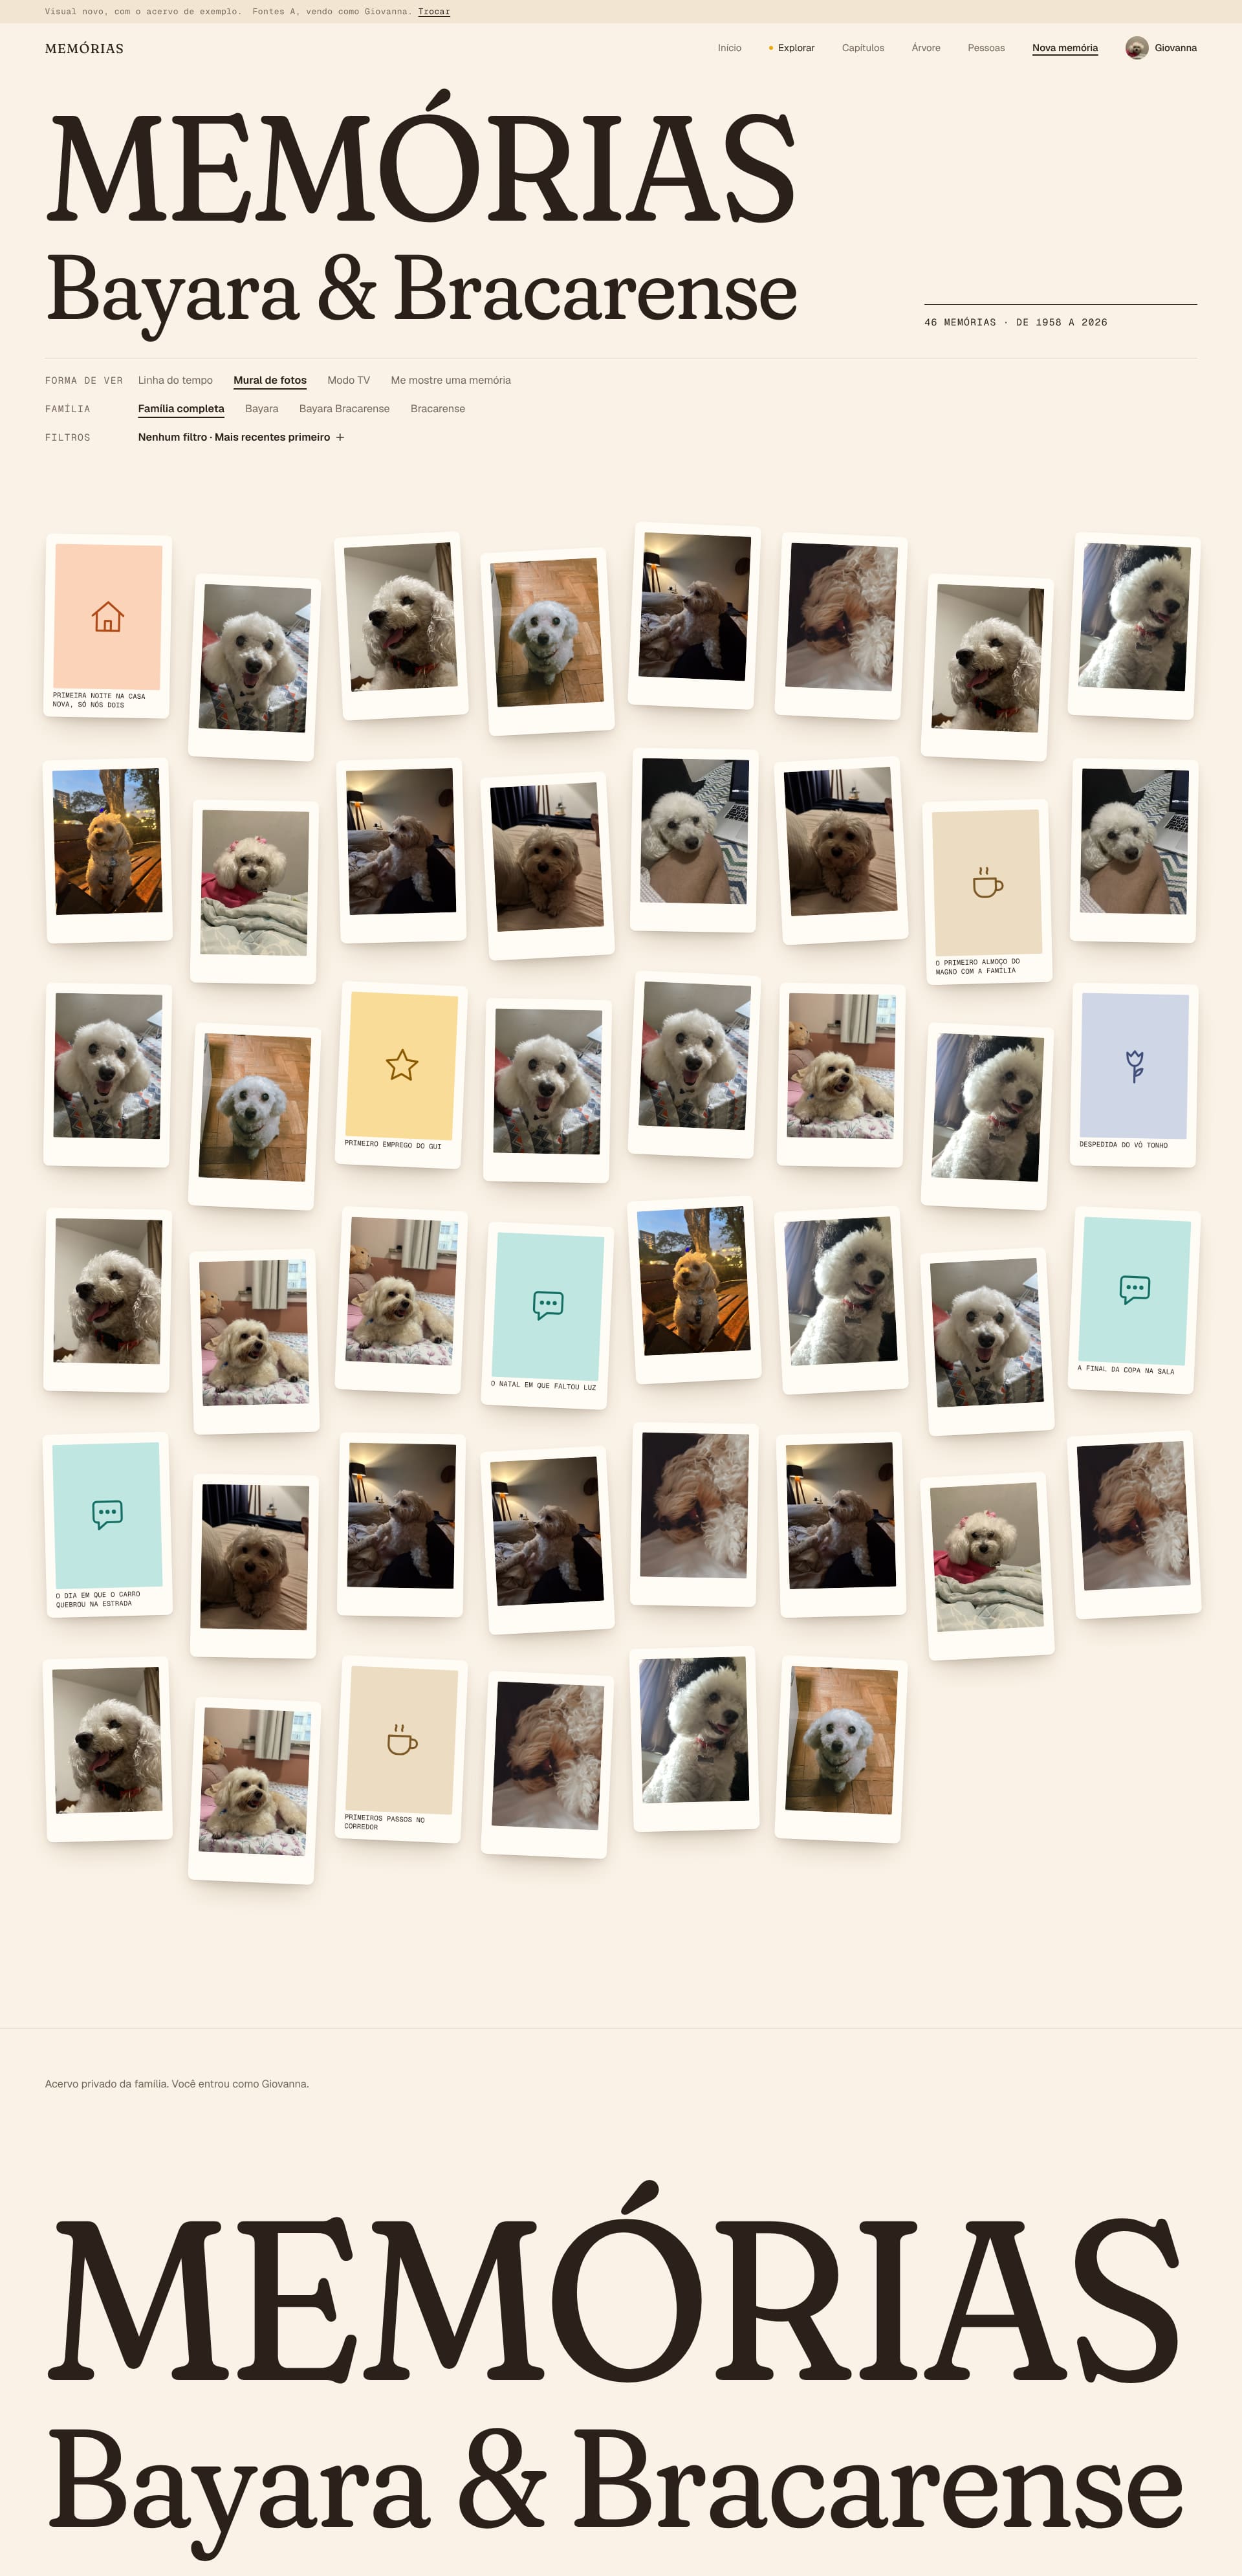 Visual novo, com o acervo de exemplo. Fontes A, vendo como Giovanna. Trocar
MEMÓRIAS
Início Explorar Capítulos Árvore Pessoas Nova memória Giovanna
MEMÓRIAS
Bayara & Bracarense
46 MEMÓRIAS · DE 1958 A 2026
FORMA DE VER Linha do tempo Mural de fotos Modo TV Me mostre uma memória
FAMÍLIA Família completa Bayara Bayara Bracarense Bracarense
FILTROS Nenhum filtro · Mais recentes primeiro +
PRIMEIRA NOITE NA CASA
NOVA, SÓ NÓS DOIS
O PRIMEIRO ALMOÇO DO
MAGNO COM A FAMÍLIA
PRIMEIRO EMPREGO DO GUI
DESPEDIDA DO VÔ TONHO
O NATAL EM QUE FALTOU LUZ
A FINAL DA COPA NA SALA
O DIA EM QUE O CARRO
QUEBROU NA ESTRADA
PRIMEIROS PASSOS NO
CORREDOR
Acervo privado da família. Você entrou como Giovanna.
MEMÓRIAS
Bayara & Bracarense